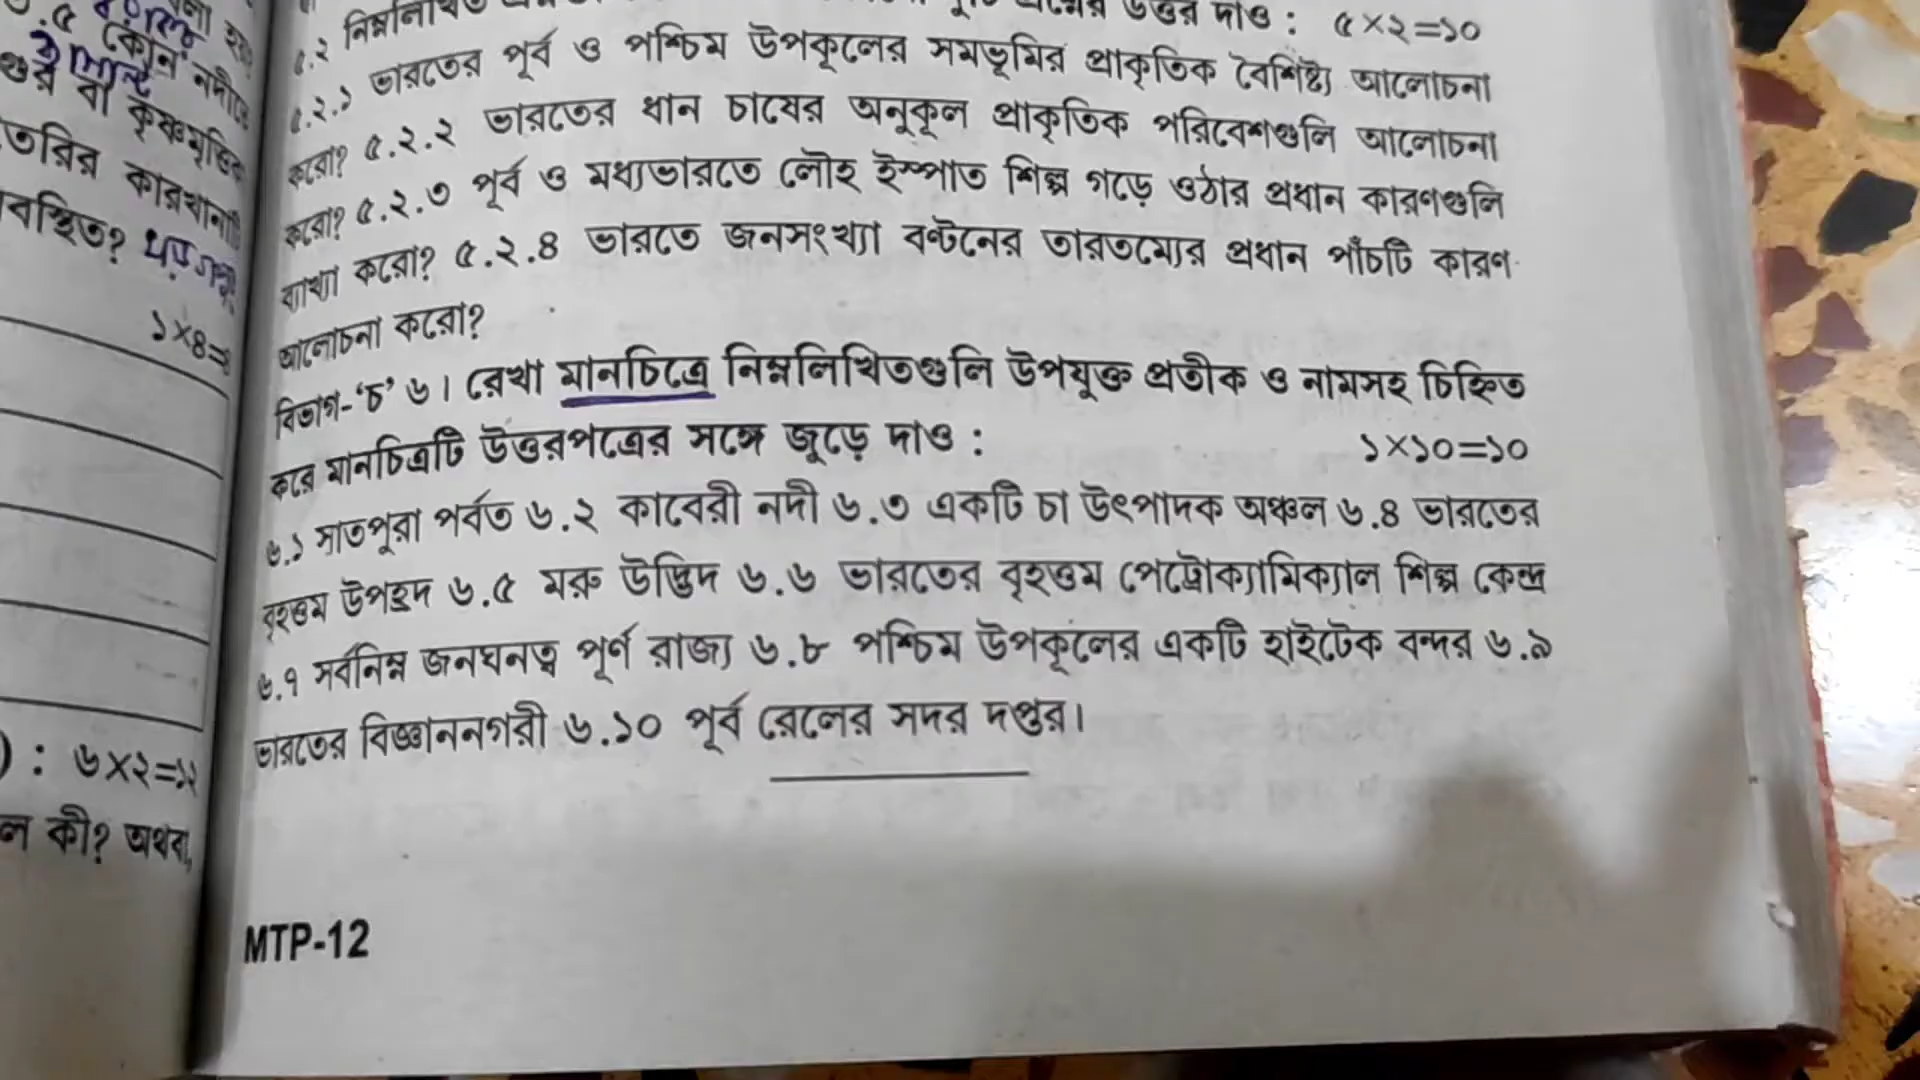 ৫.২ নিম্নলিখিত প্রশ্নের উত্তর দাও : ৫×২=১০
৫.২.১ ভারতের পূর্ব ও পশ্চিম উপকূলের সমভূমির প্রাকৃতিক বৈশিষ্ট্য আলোচনা
করো? ৫.২.২ ভারতের ধান চাষের অনুকূল প্রাকৃতিক পরিবেশগুলি আলোচনা
করো? ৫.২.৩ পূর্ব ও মধ্যভারতে লৌহ ইস্পাত শিল্প গড়ে ওঠার প্রধান কারণগুলি
ব্যাখ্যা করো? ৫.২.৪ ভারতে জনসংখ্যা বণ্টনের তারতম্যের প্রধান পাঁচটি কারণ
আলোচনা করো?
বিভাগ-‘চ’ ৬। রেখা মানচিত্রে নিম্নলিখিতগুলি উপযুক্ত প্রতীক ও নামসহ চিহ্নিত
করে মানচিত্রটি উত্তরপত্রের সঙ্গে জুড়ে দাও : ১×১০=১০
৬.১ সাতপুরা পর্বত ৬.২ কাবেরী নদী ৬.৩ একটি চা উৎপাদক অঞ্চল ৬.৪ ভারতের
বৃহত্তম উপহ্রদ ৬.৫ মরু উদ্ভিদ ৬.৬ ভারতের বৃহত্তম পেট্রোক্যামিক্যাল শিল্প কেন্দ্র
৬.৭ সর্বনিম্ন জনঘনত্ব পূর্ণ রাজ্য ৬.৮ পশ্চিম উপকূলের একটি হাইটেক বন্দর ৬.৯
ভারতের বিজ্ঞাননগরী ৬.১০ পূর্ব রেলের সদর দপ্তর।
MTP-12
কোন নদীতে
বা কৃষ্ণমৃত্তিকা
তৈরির কারখানাটি
বস্থিত?
১×৪=৪
) : ৬×২=১২
ল কী? অথবা,